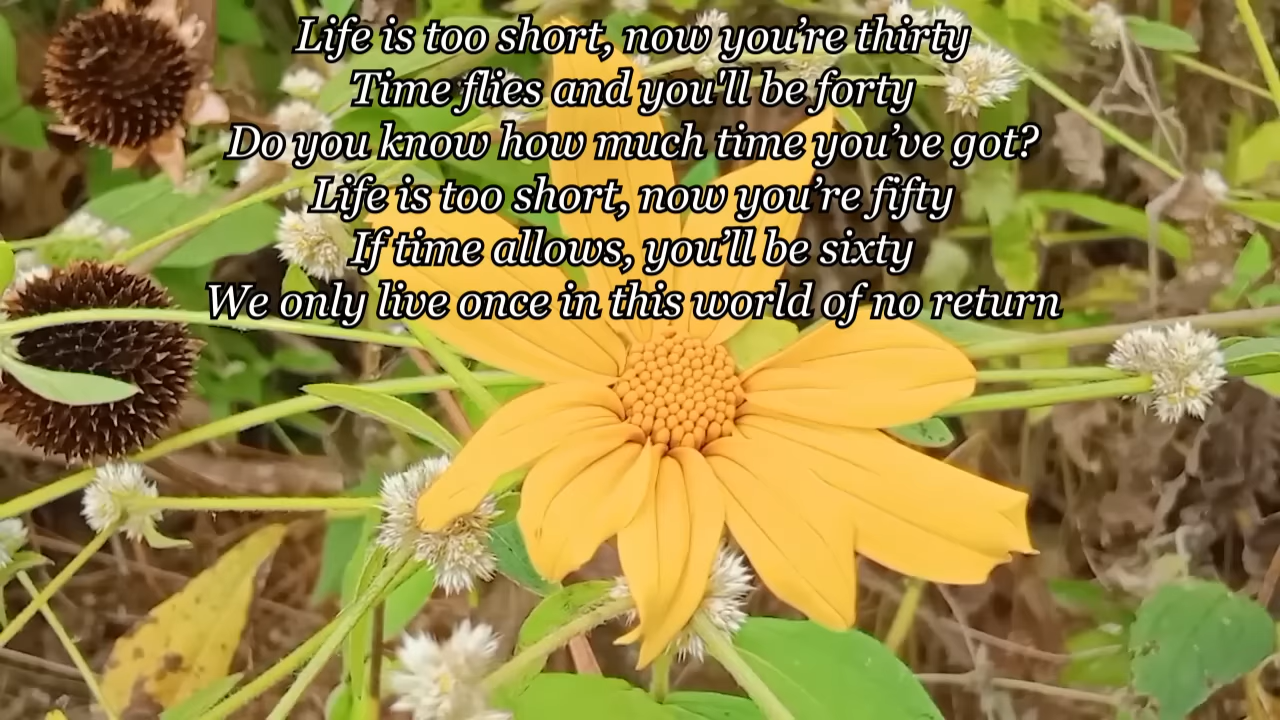 Life is too short, now you’re thirty
Time flies and you'll be forty
Do you know how much time you’ve got?
Life is too short, now you’re fifty
If time allows, you’ll be sixty
We only live once in this world of no return